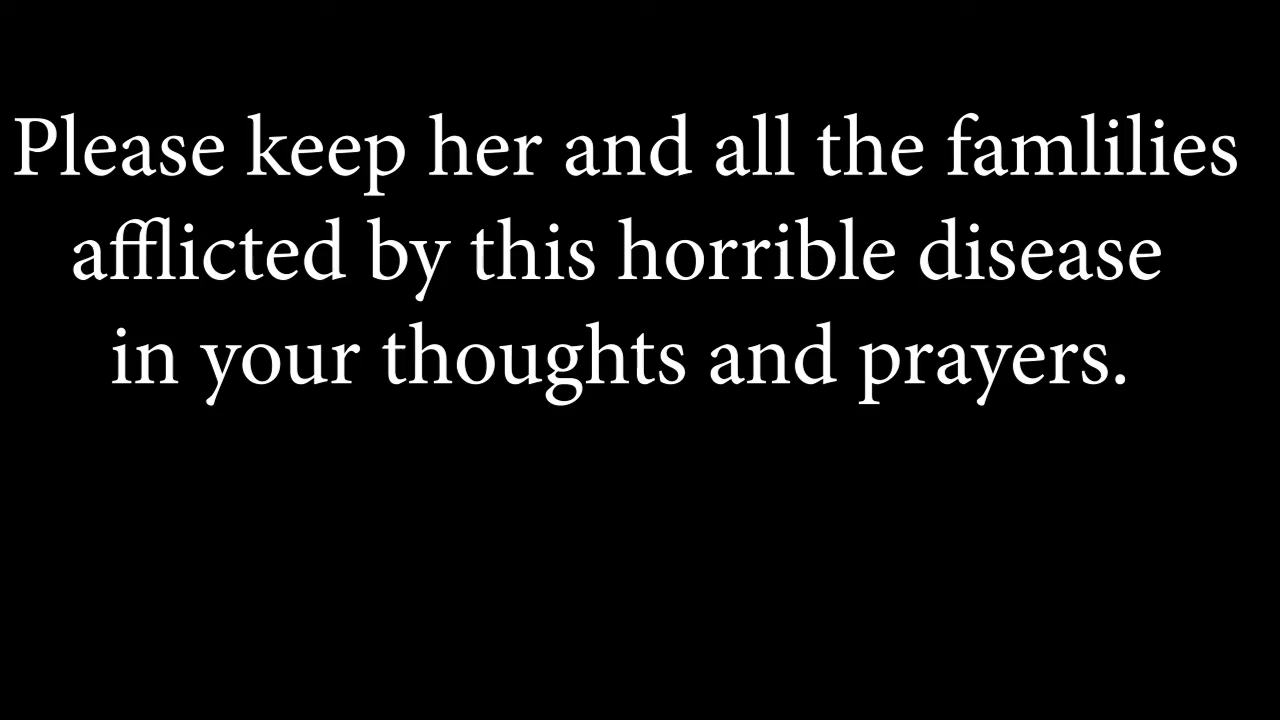 Please keep her and all the famlilies
afflicted by this horrible disease
in your thoughts and prayers.